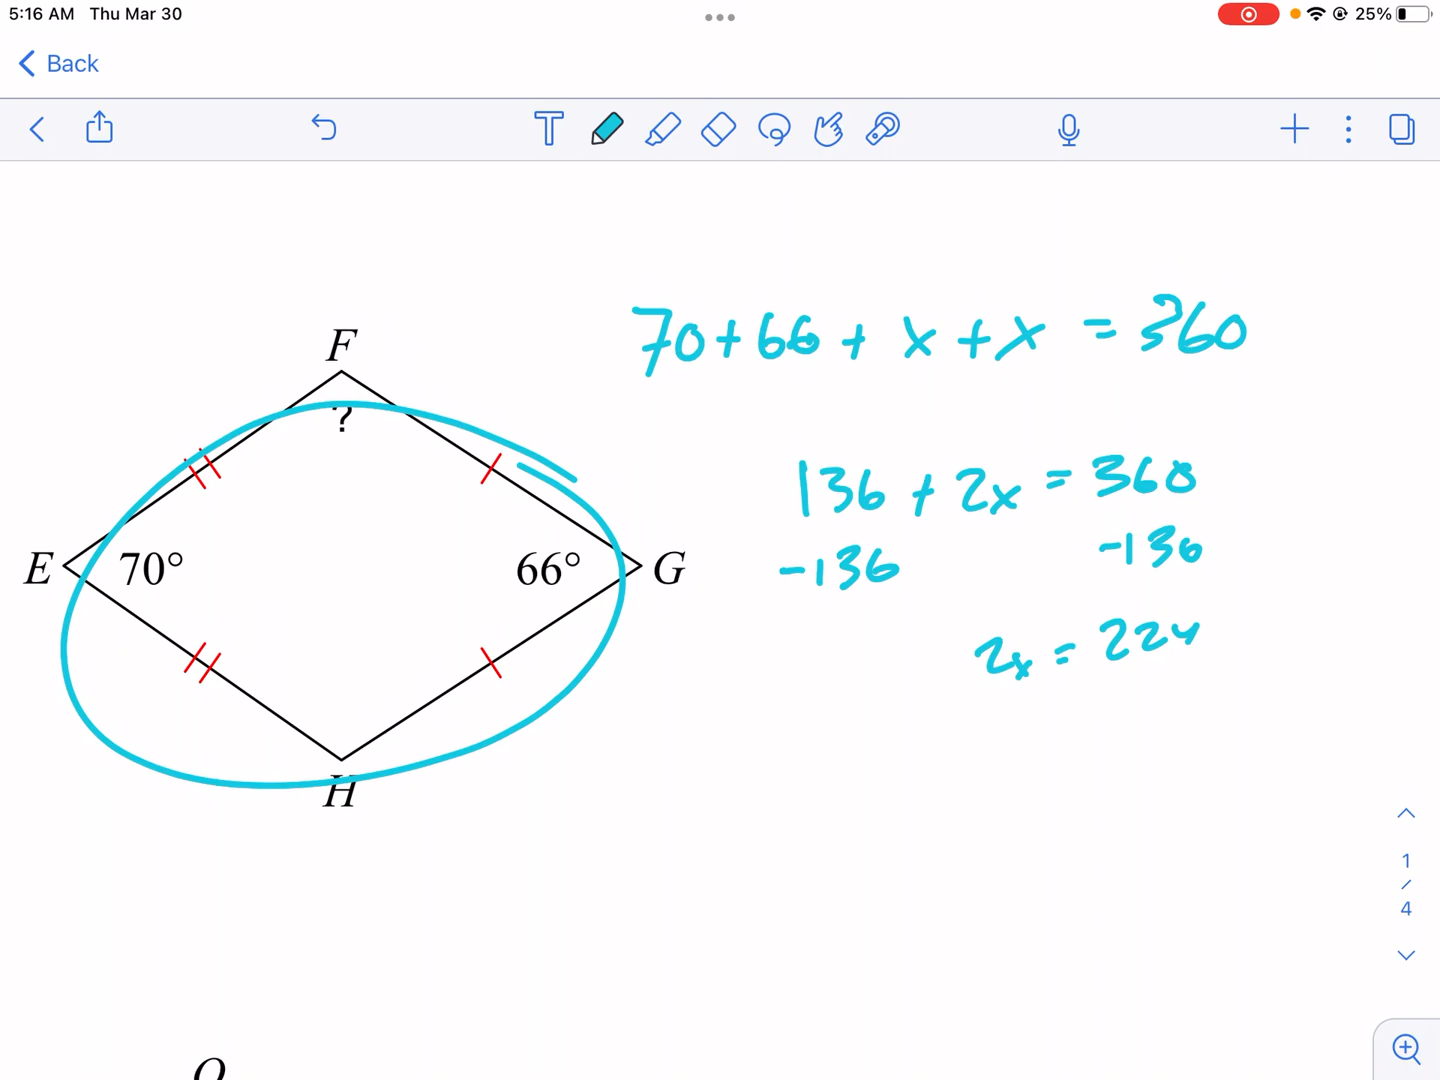 5:16 AM Thu Mar 30
25%
Back
T
70+66+x+x=360
F
?
136+2x=360
E 70° 66° G
-136 -136
2x=224
H
1
/
4
Q